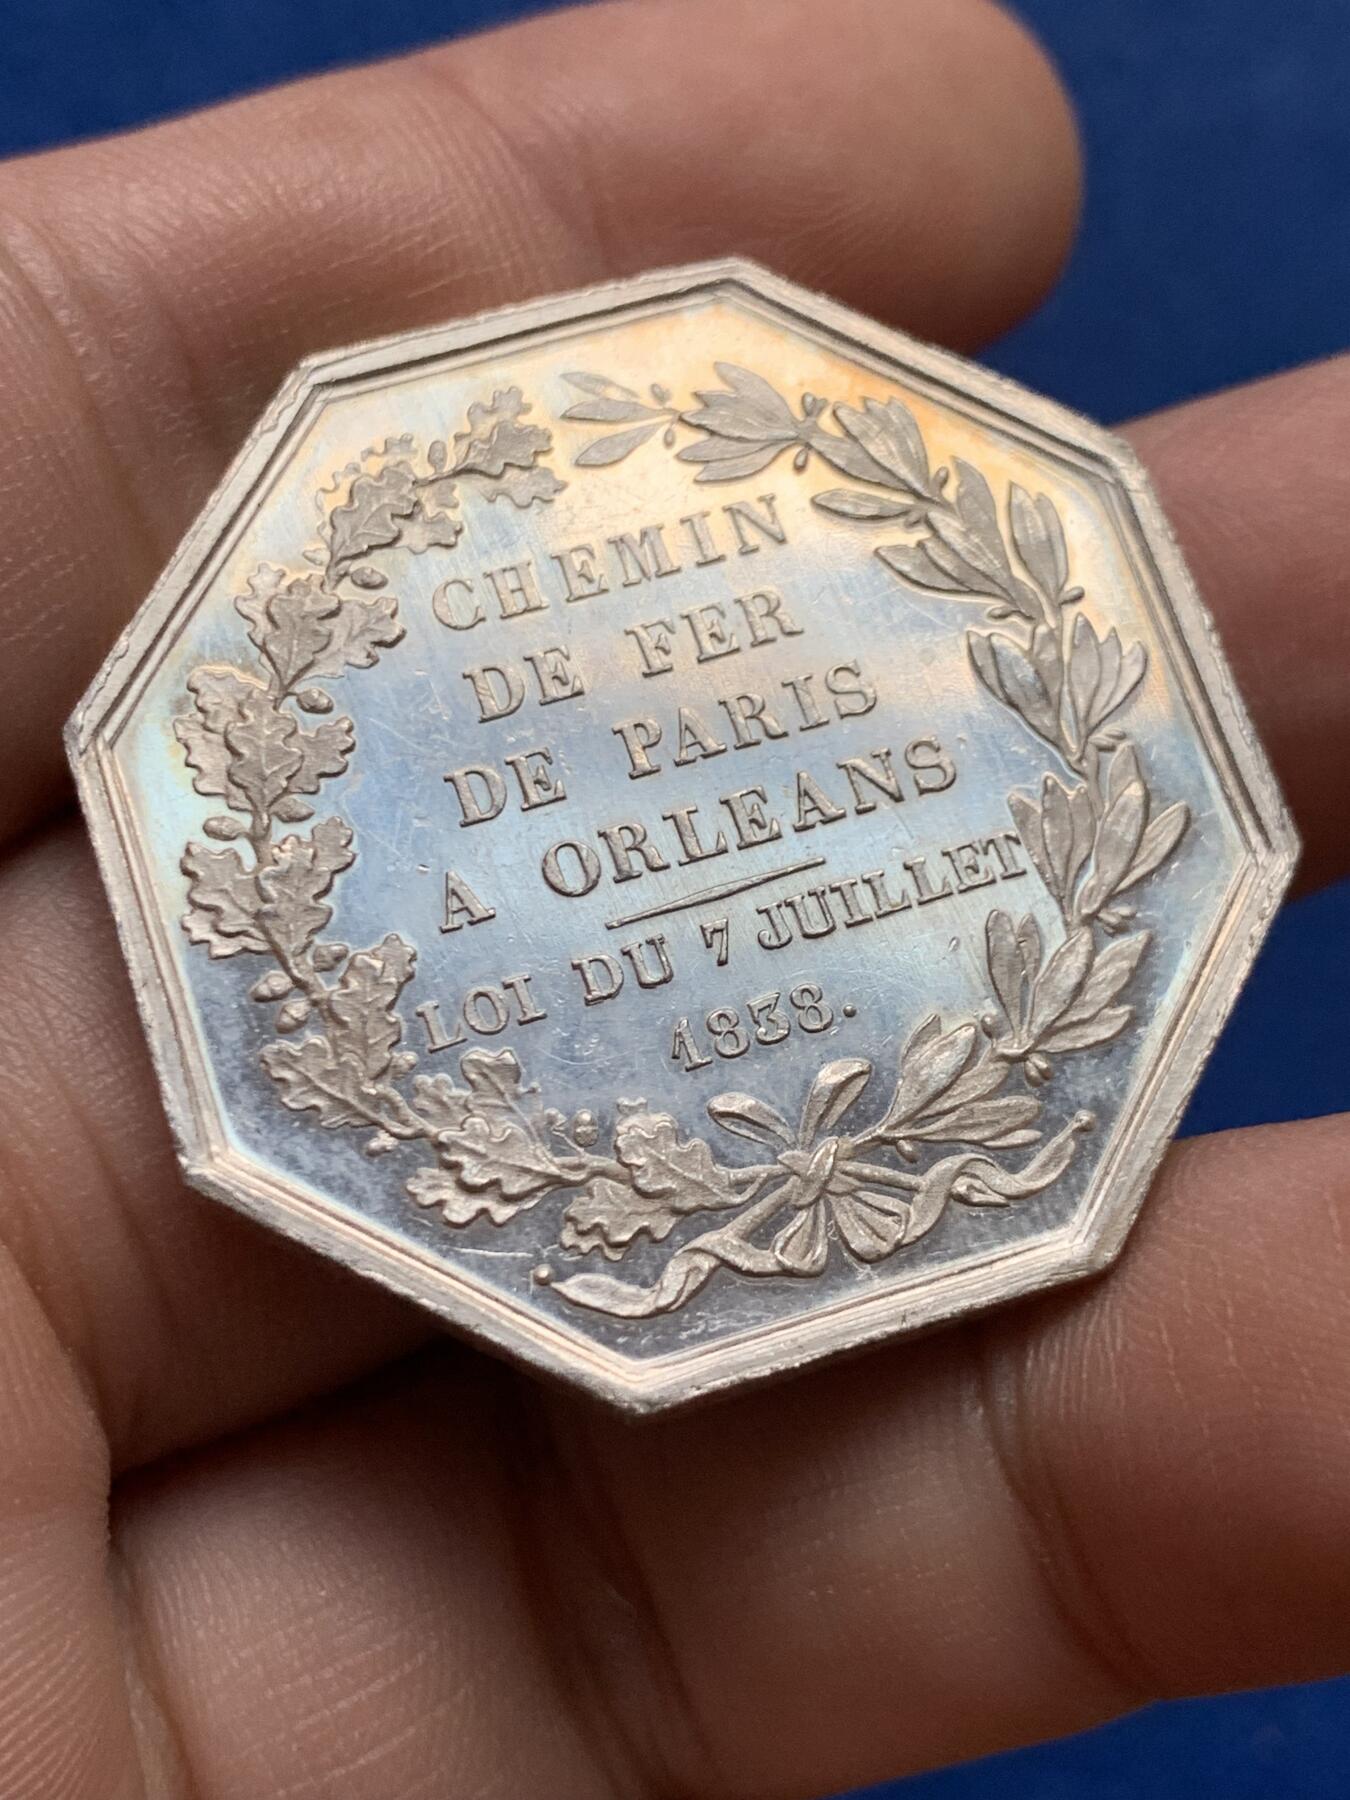 CHEMIN
DE FER
DE PARIS
A ORLEANS
LOI DU 7 JUILLET
1838.